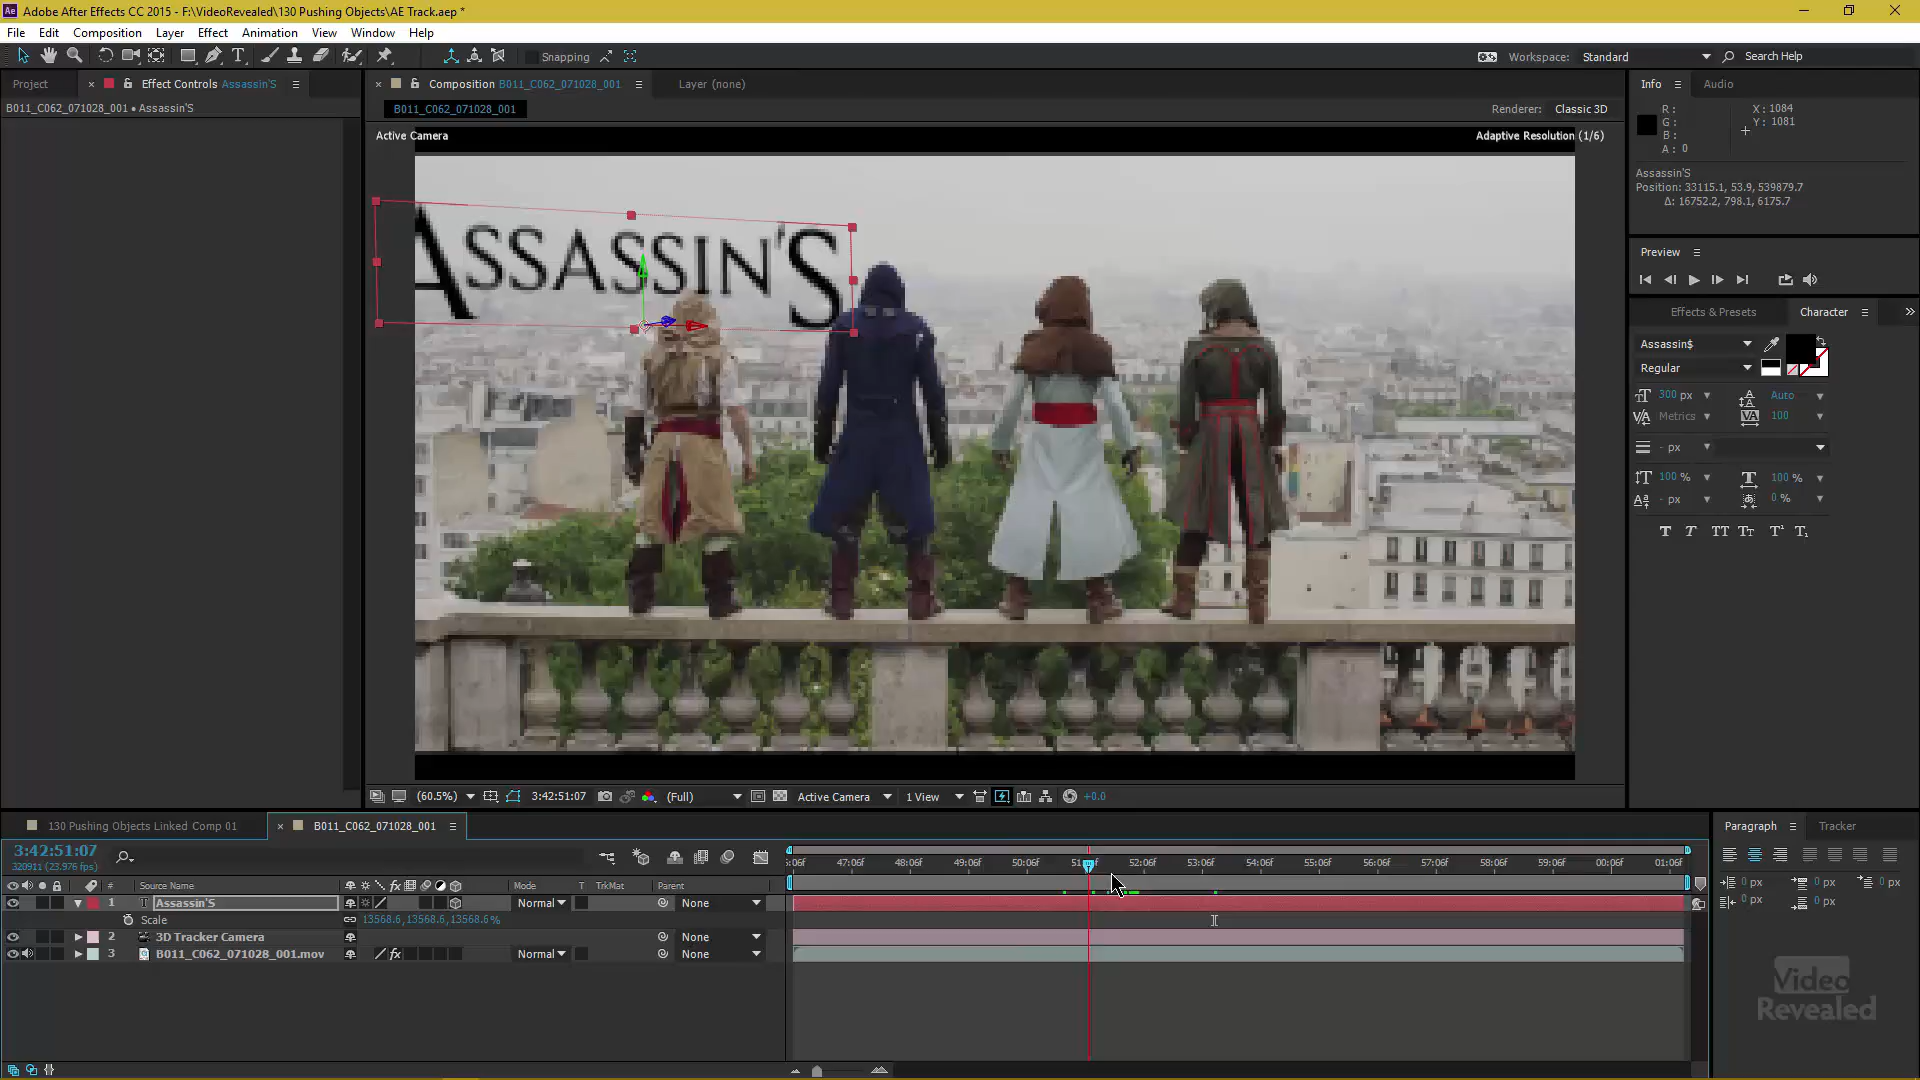 Adobe After Effects CC 2015 - F:\VideoRevealed\130 Pushing Objects\AE Track.aep *
File Edit Composition Layer Effect Animation View Window Help
Snapping
Workspace: Standard
Search Help
Project
Effect Controls Assassin'S
B011_C062_071028_001 • Assassin'S
Composition B011_C062_071028_001
Layer (none)
B011_C062_071028_001
Renderer: Classic 3D
Active Camera
Adaptive Resolution (1/6)
ASSASSIN'S
(60.5%)
3:42:51:07
(Full)
Active Camera
1 View
+0.0
Info
Audio
R :
G :
B :
A : 0
X : 1084
Y : 1081
Assassin'S
Position: 33115.1, 53.9, 539879.7
Δ: 16752.2, 798.1, 6175.7
Preview
Effects & Presets
Character
Assassin$
Regular
300 px
Auto
Metrics
100
- px
100 %
100 %
- px
0 %
130 Pushing Objects Linked Comp 01
B011_C062_071028_001
3:42:51:07
320911 (23.976 fps)
# Source Name Mode T TrkMat Parent
1 Assassin'S Normal None
Scale 13568.6,13568.6,13568.6%
2 3D Tracker Camera None
3 B011_C062_071028_001.mov Normal None
47:06f 48:06f 49:06f 50:06f 52:06f 53:06f 54:06f 55:06f 56:06f 57:06f 58:06f 59:06f 00:06f 01:06f
Paragraph
Tracker
0 px 0 px 0 px
0 px 0 px
Video
Revealed